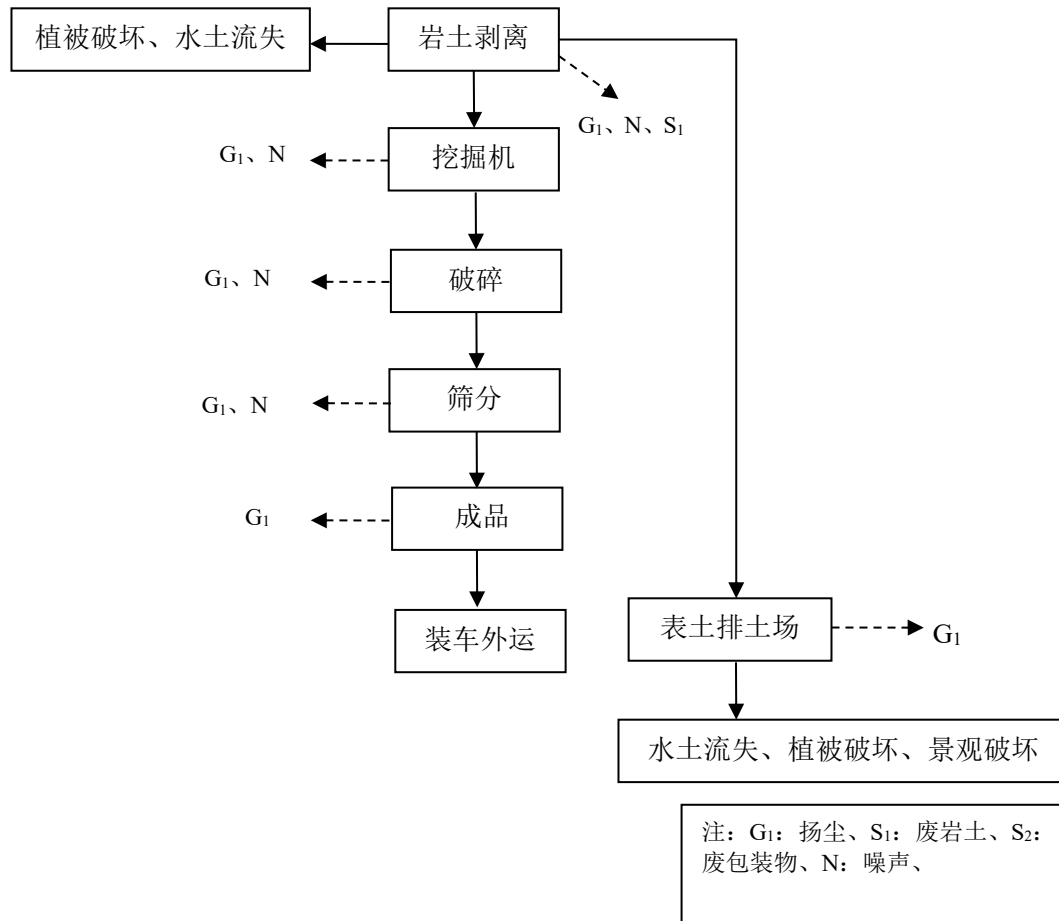 植被破坏、水土流失
岩土剥离
G₁、N、S₁
G₁、N
挖掘机
G₁、N
破碎
G₁、N
筛分
G₁
成品
装车外运
表土排土场
G₁
水土流失、植被破坏、景观破坏
注：G₁：扬尘、S₁：废岩土、S₂：
废包装物、N：噪声、